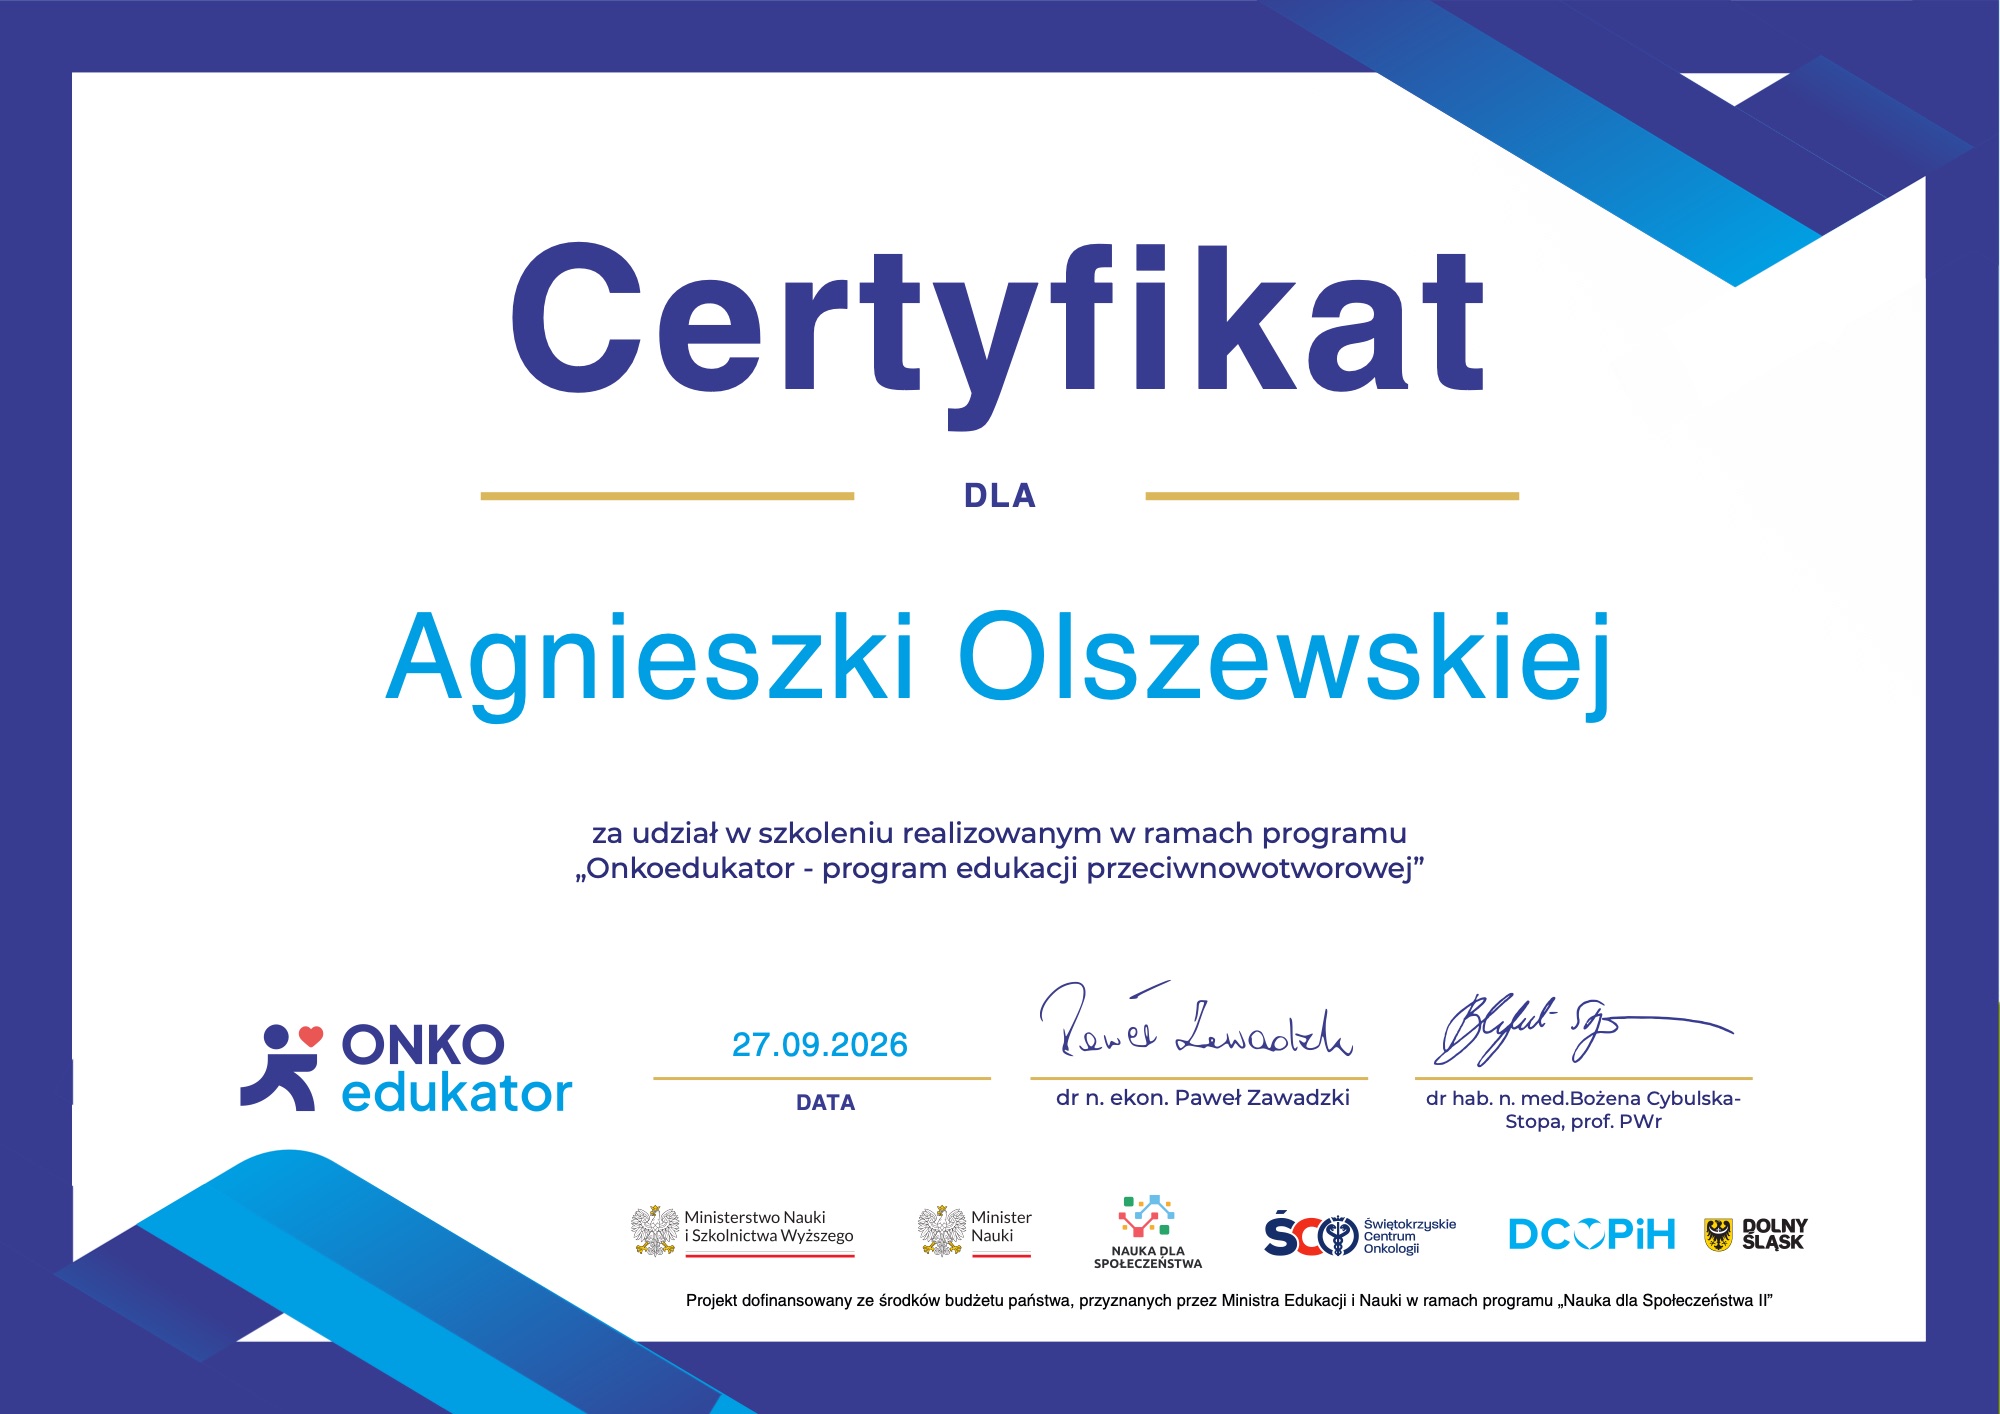 Certyfikat
DLA
Agnieszki Olszewskiej
za udział w szkoleniu realizowanym w ramach programu
„Onkoedukator - program edukacji przeciwnowotworowej”
ONKO
edukator
27.09.2026
DATA
Paweł Zawadzki
dr n. ekon. Paweł Zawadzki
dr hab. n. med.Bożena Cybulska-
Stopa, prof. PWr
Ministerstwo Nauki
i Szkolnictwa Wyższego
Minister
Nauki
NAUKA DLA
SPOŁECZEŃSTWA
ŚCO
Świętokrzyskie
Centrum
Onkologii
DCOPiH
DOLNY
ŚLĄSK
Projekt dofinansowany ze środków budżetu państwa, przyznanych przez Ministra Edukacji i Nauki w ramach programu „Nauka dla Społeczeństwa II”